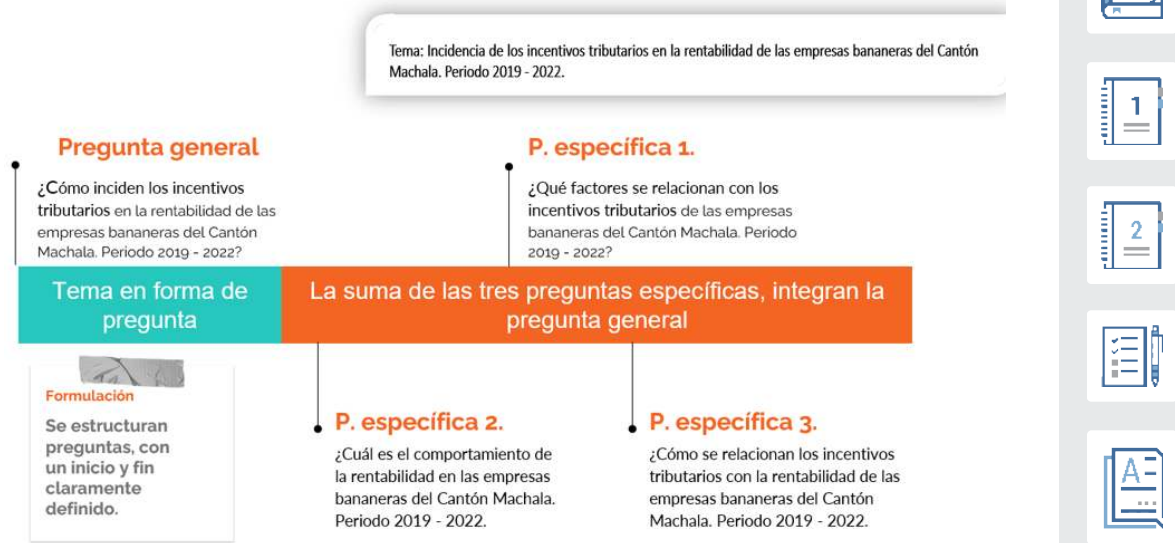 Tema: Incidencia de los incentivos tributarios en la rentabilidad de las empresas bananeras del Cantón
Machala. Periodo 2019 - 2022.
Pregunta general
¿Cómo inciden los incentivos
tributarios en la rentabilidad de las
empresas bananeras del Cantón
Machala. Periodo 2019 - 2022?
P. específica 1.
¿Qué factores se relacionan con los
incentivos tributarios de las empresas
bananeras del Cantón Machala. Periodo
2019 - 2022?
Tema en forma de
pregunta
La suma de las tres preguntas específicas, integran la
pregunta general
Formulación
Se estructuran
preguntas, con
un inicio y fin
claramente
definido.
P. específica 2.
¿Cuál es el comportamiento de
la rentabilidad en las empresas
bananeras del Cantón Machala.
Periodo 2019 - 2022.
P. específica 3.
¿Cómo se relacionan los incentivos
tributarios con la rentabilidad de las
empresas bananeras del Cantón
Machala. Periodo 2019 - 2022.
1
2
A